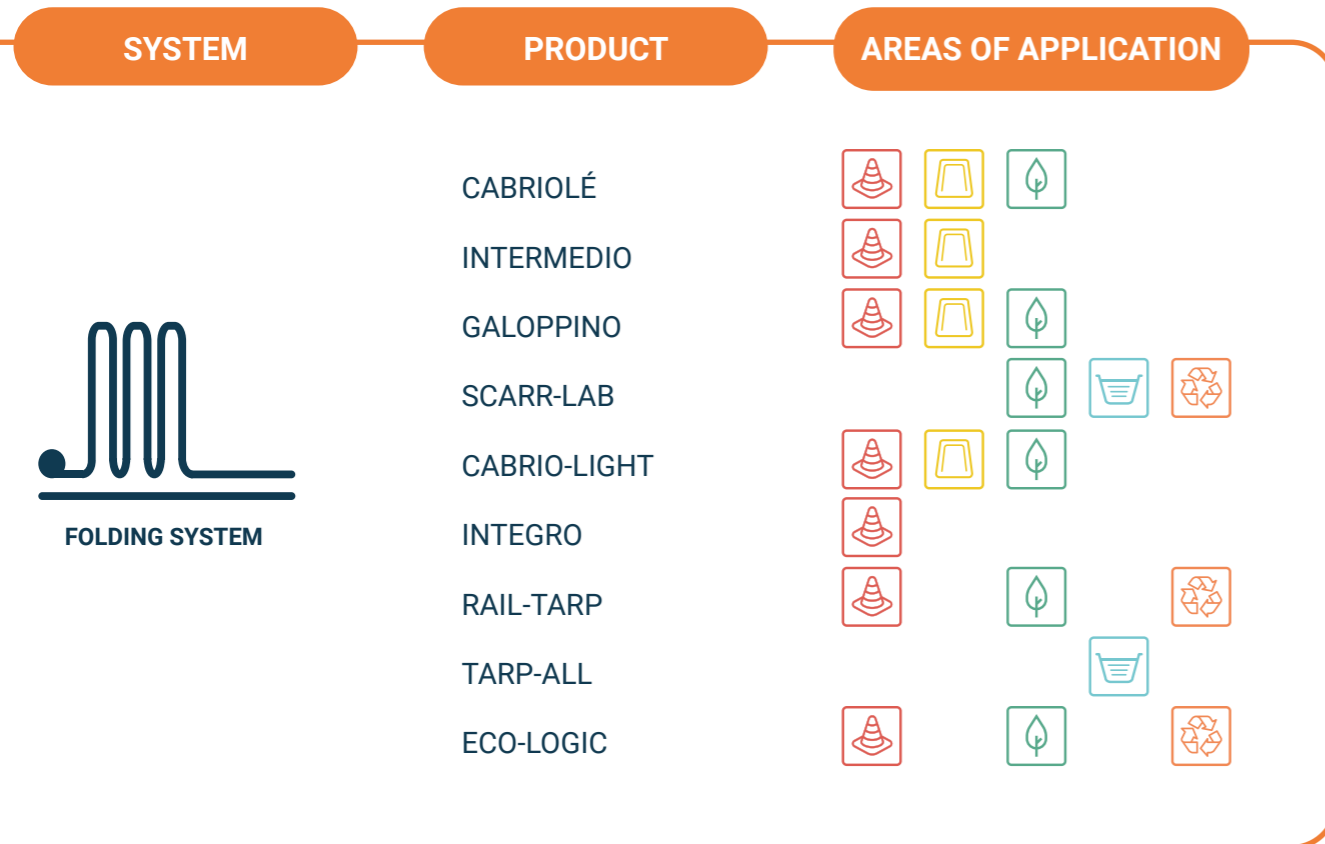 SYSTEM
PRODUCT
AREAS OF APPLICATION
CABRIOLÉ
INTERMEDIO
GALOPPINO
SCARR-LAB
CABRIO-LIGHT
FOLDING SYSTEM
INTEGRO
RAIL-TARP
TARP-ALL
ECO-LOGIC